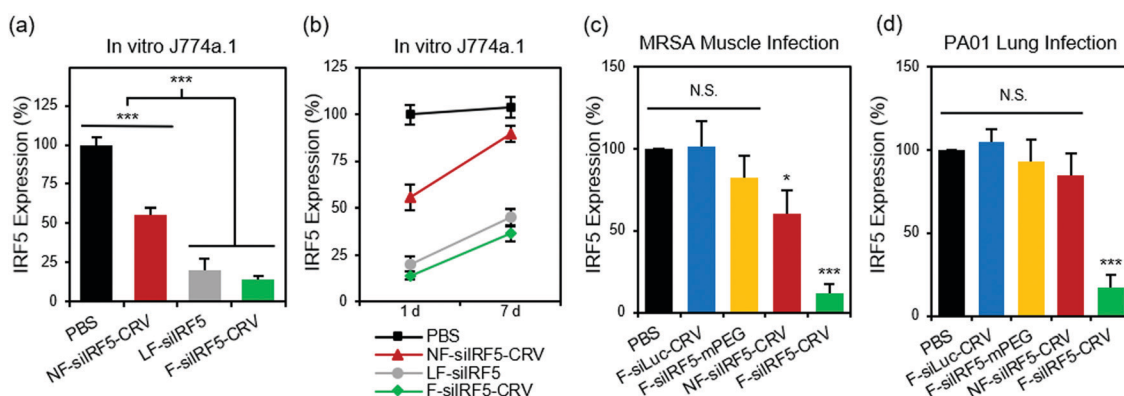 (a)
In vitro J774a.1
IRF5 Expression (%)
125
100
75
50
25
0
***
***
PBS
NF-siIRF5-CRV
LF-siIRF5
F-siIRF5-CRV
(b)
In vitro J774a.1
IRF5 Expression (%)
125
100
75
50
25
0
1 d
7 d
PBS
NF-siIRF5-CRV
LF-siIRF5
F-siIRF5-CRV
(c)
MRSA Muscle Infection
IRF5 Expression (%)
150
100
50
0
N.S.
*
***
PBS
F-siLuc-CRV
F-siIRF5-mPEG
NF-siIRF5-CRV
F-siIRF5-CRV
(d)
PA01 Lung Infection
IRF5 Expression (%)
150
100
50
0
N.S.
***
PBS
F-siLuc-CRV
F-siIRF5-mPEG
NF-siIRF5-CRV
F-siIRF5-CRV